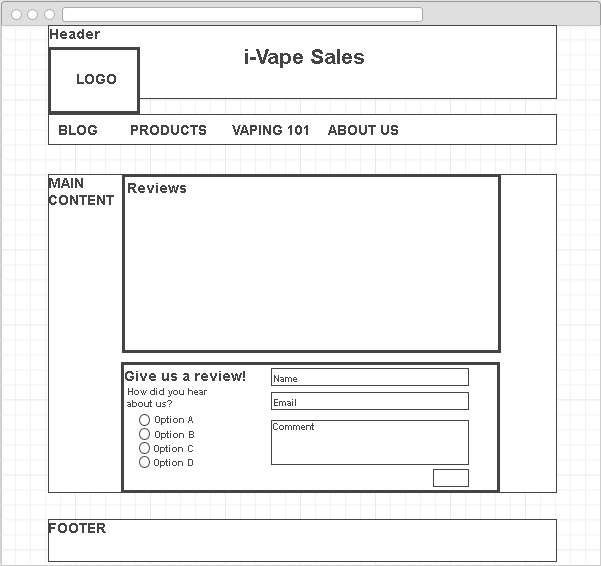 Header
i-Vape Sales
LOGO
BLOG PRODUCTS VAPING 101 ABOUT US
MAIN
CONTENT
Reviews
Give us a review!
How did you hear
about us?
Option A
Option B
Option C
Option D
Name
Email
Comment
FOOTER